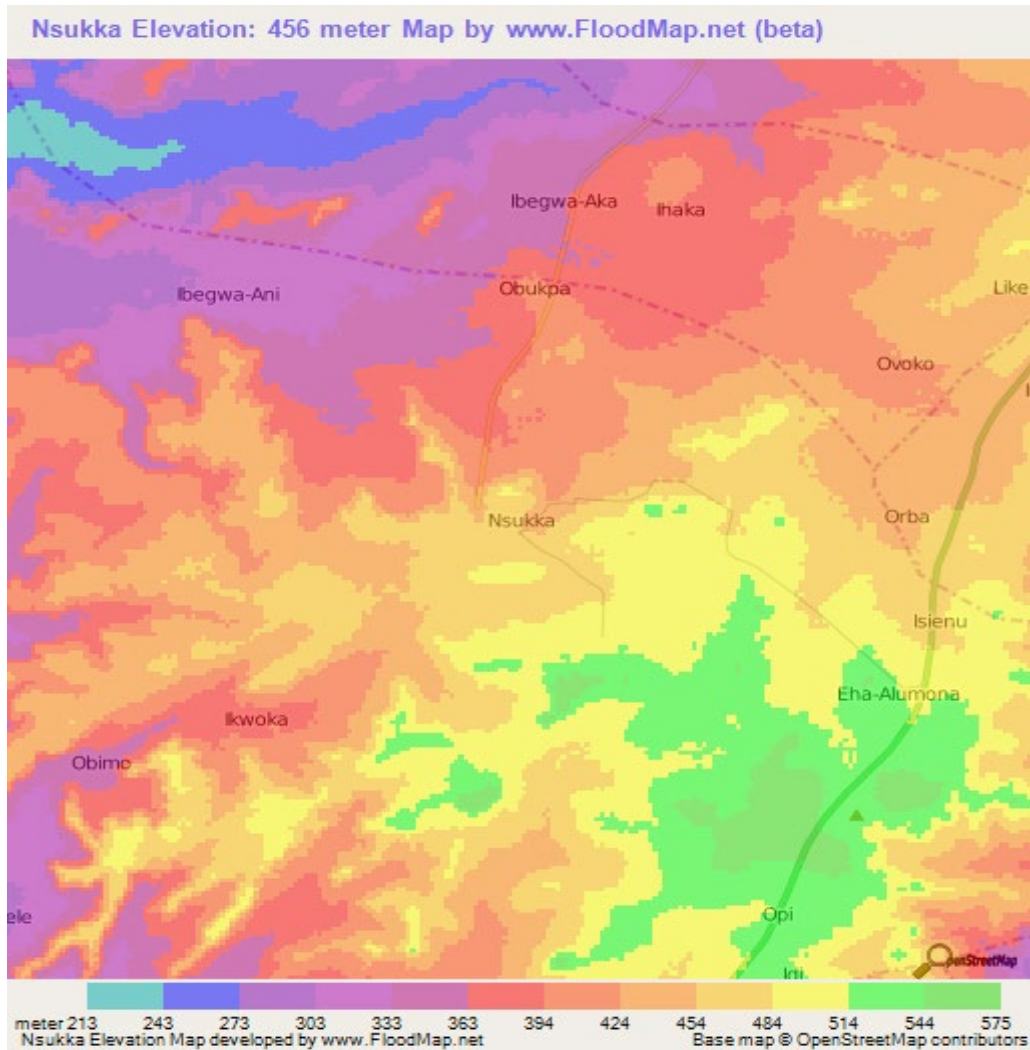 Nsukka Elevation: 456 meter Map by www.FloodMap.net (beta)
Ibegwa-Aka
Ihaka
Ibegwa-Ani
Obukpa
Like
Ovoko
Nsukka
Orba
Isienu
Eha-Alumona
Ikwoka
Obimo
ele
Opi
OpenStreetMap
meter 213 243 273 303 333 363 394 424 454 484 514 544 575
Nsukka Elevation Map developed by www.FloodMap.net
Base map © OpenStreetMap contributors